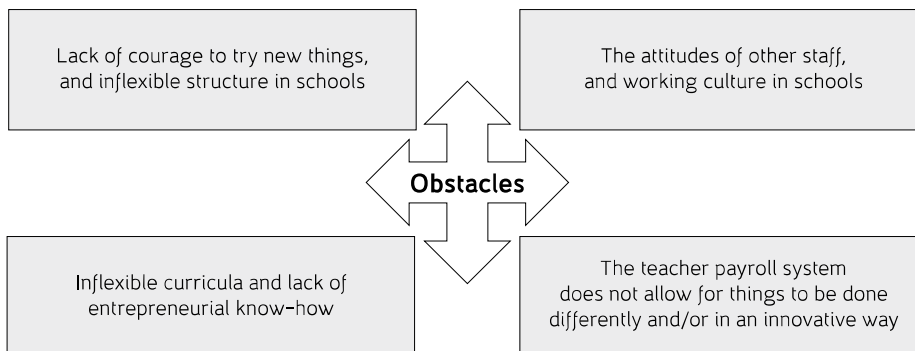 Lack of courage to try new things,
and inflexible structure in schools
The attitudes of other staff,
and working culture in schools
Obstacles
Inflexible curricula and lack of
entrepreneurial know-how
The teacher payroll system
does not allow for things to be done
differently and/or in an innovative way